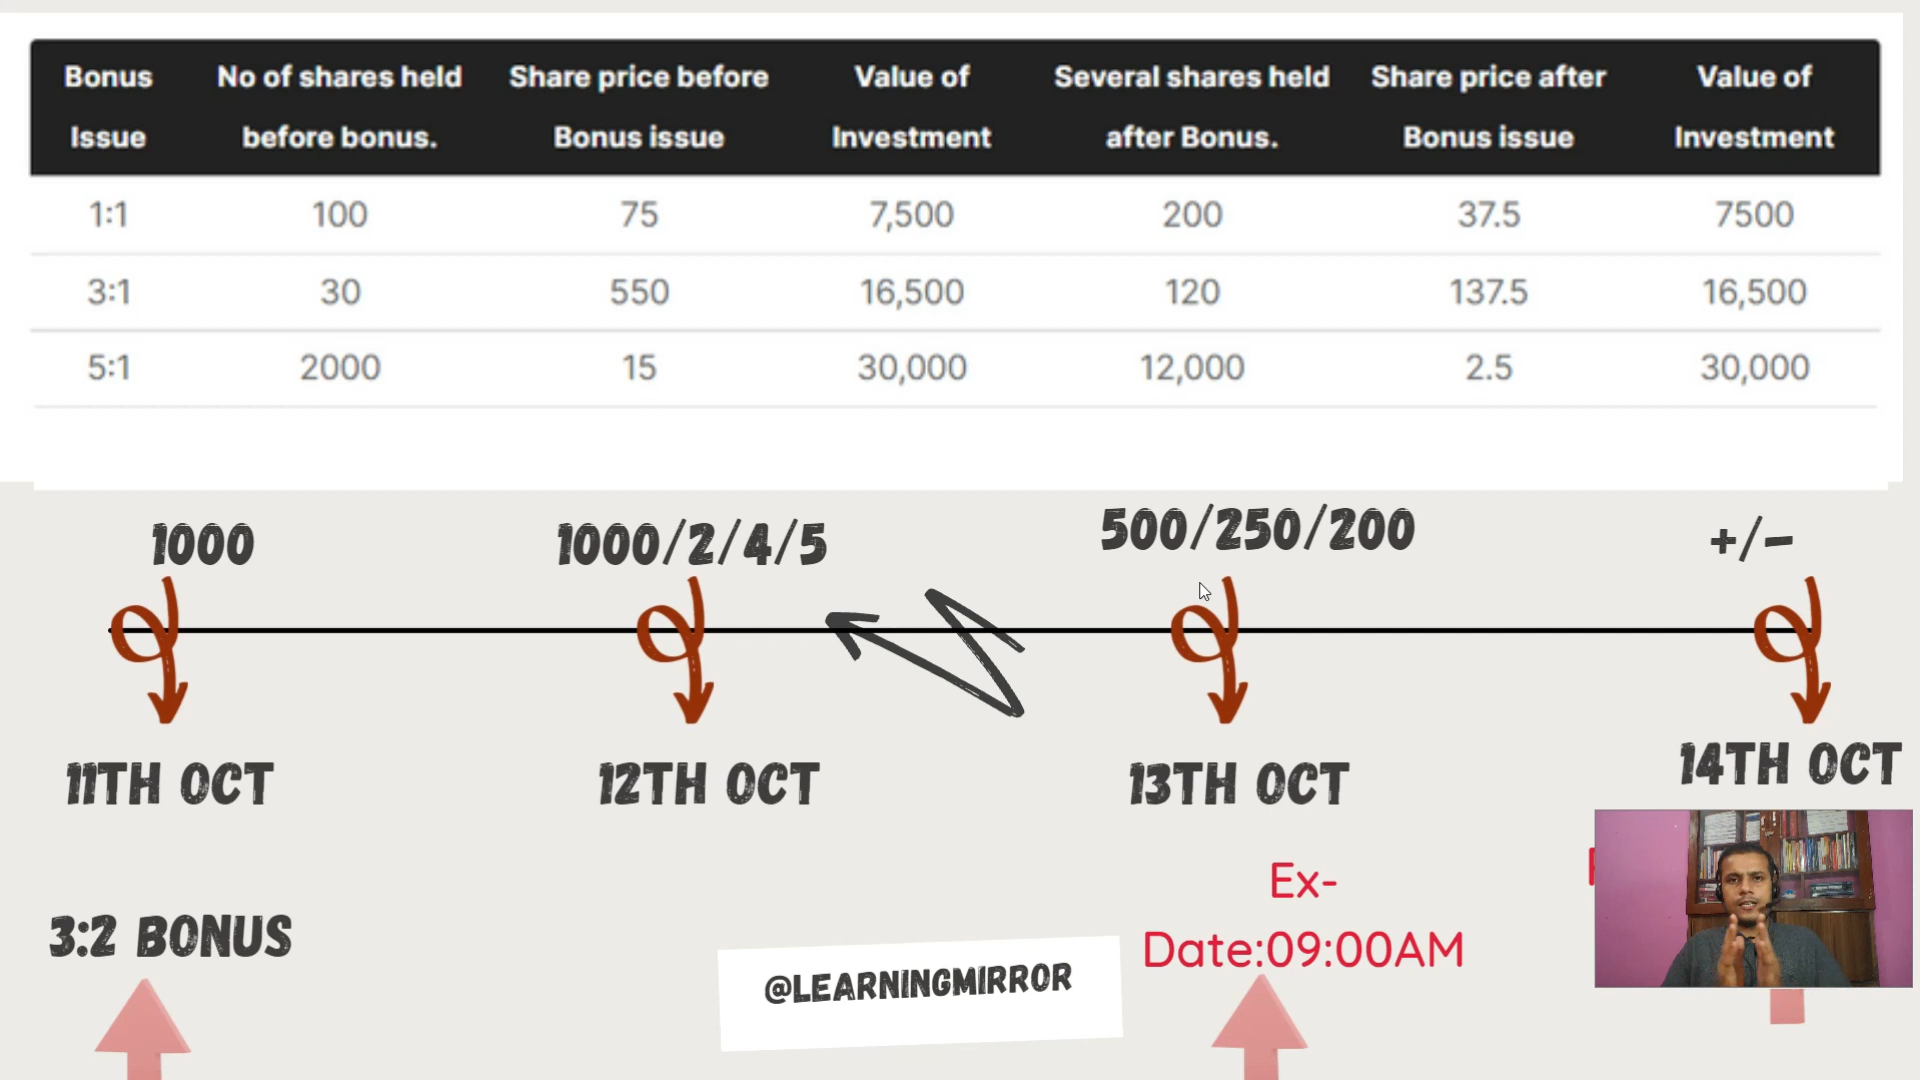 Bonus Issue No of shares held before bonus. Share price before Bonus issue Value of Investment Several shares held after Bonus. Share price after Bonus issue Value of Investment
1:1 100 75 7,500 200 37.5 7500
3:1 30 550 16,500 120 137.5 16,500
5:1 2000 15 30,000 12,000 2.5 30,000
1000 1000/2/4/5 500/250/200 +/-
11TH OCT 12TH OCT 13TH OCT 14TH OCT
3:2 BONUS
Ex-
Date:09:00AM
@LEARNINGMIRROR